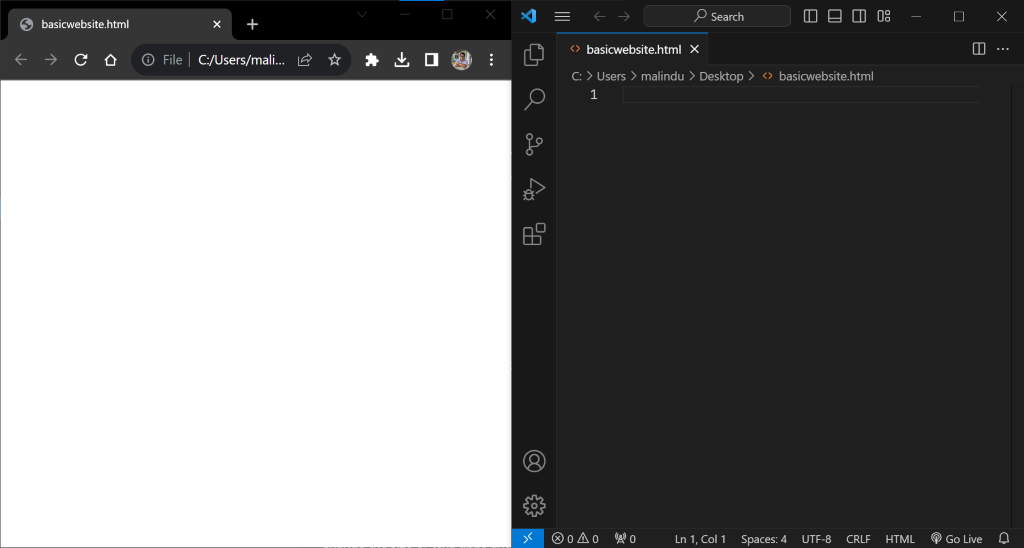 basicwebsite.html
File C:/Users/mali...
Search
basicwebsite.html
C: > Users > malindu > Desktop > basicwebsite.html
1
0 0 0 Ln 1, Col 1 Spaces: 4 UTF-8 CRLF HTML Go Live